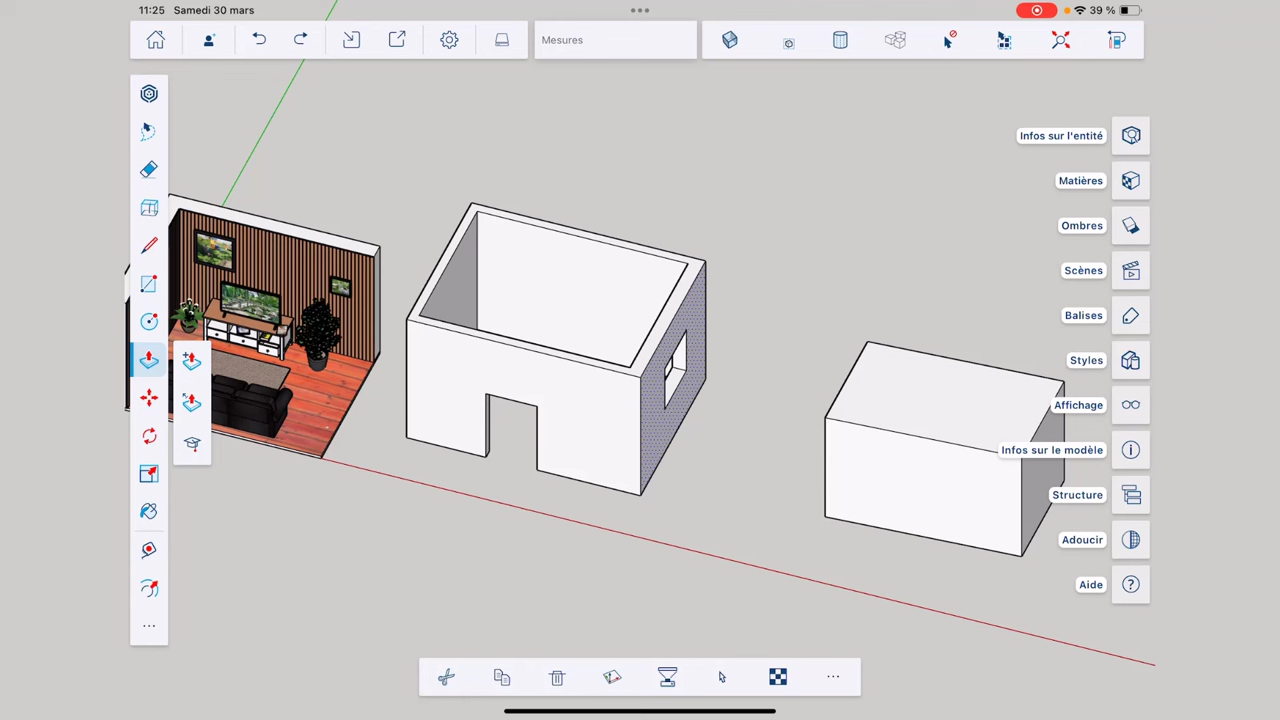 11:25 Samedi 30 mars
39 %
Mesures
Infos sur l'entité
Matières
Ombres
Scènes
Balises
Styles
Affichage
Infos sur le modèle
Structure
Adoucir
Aide